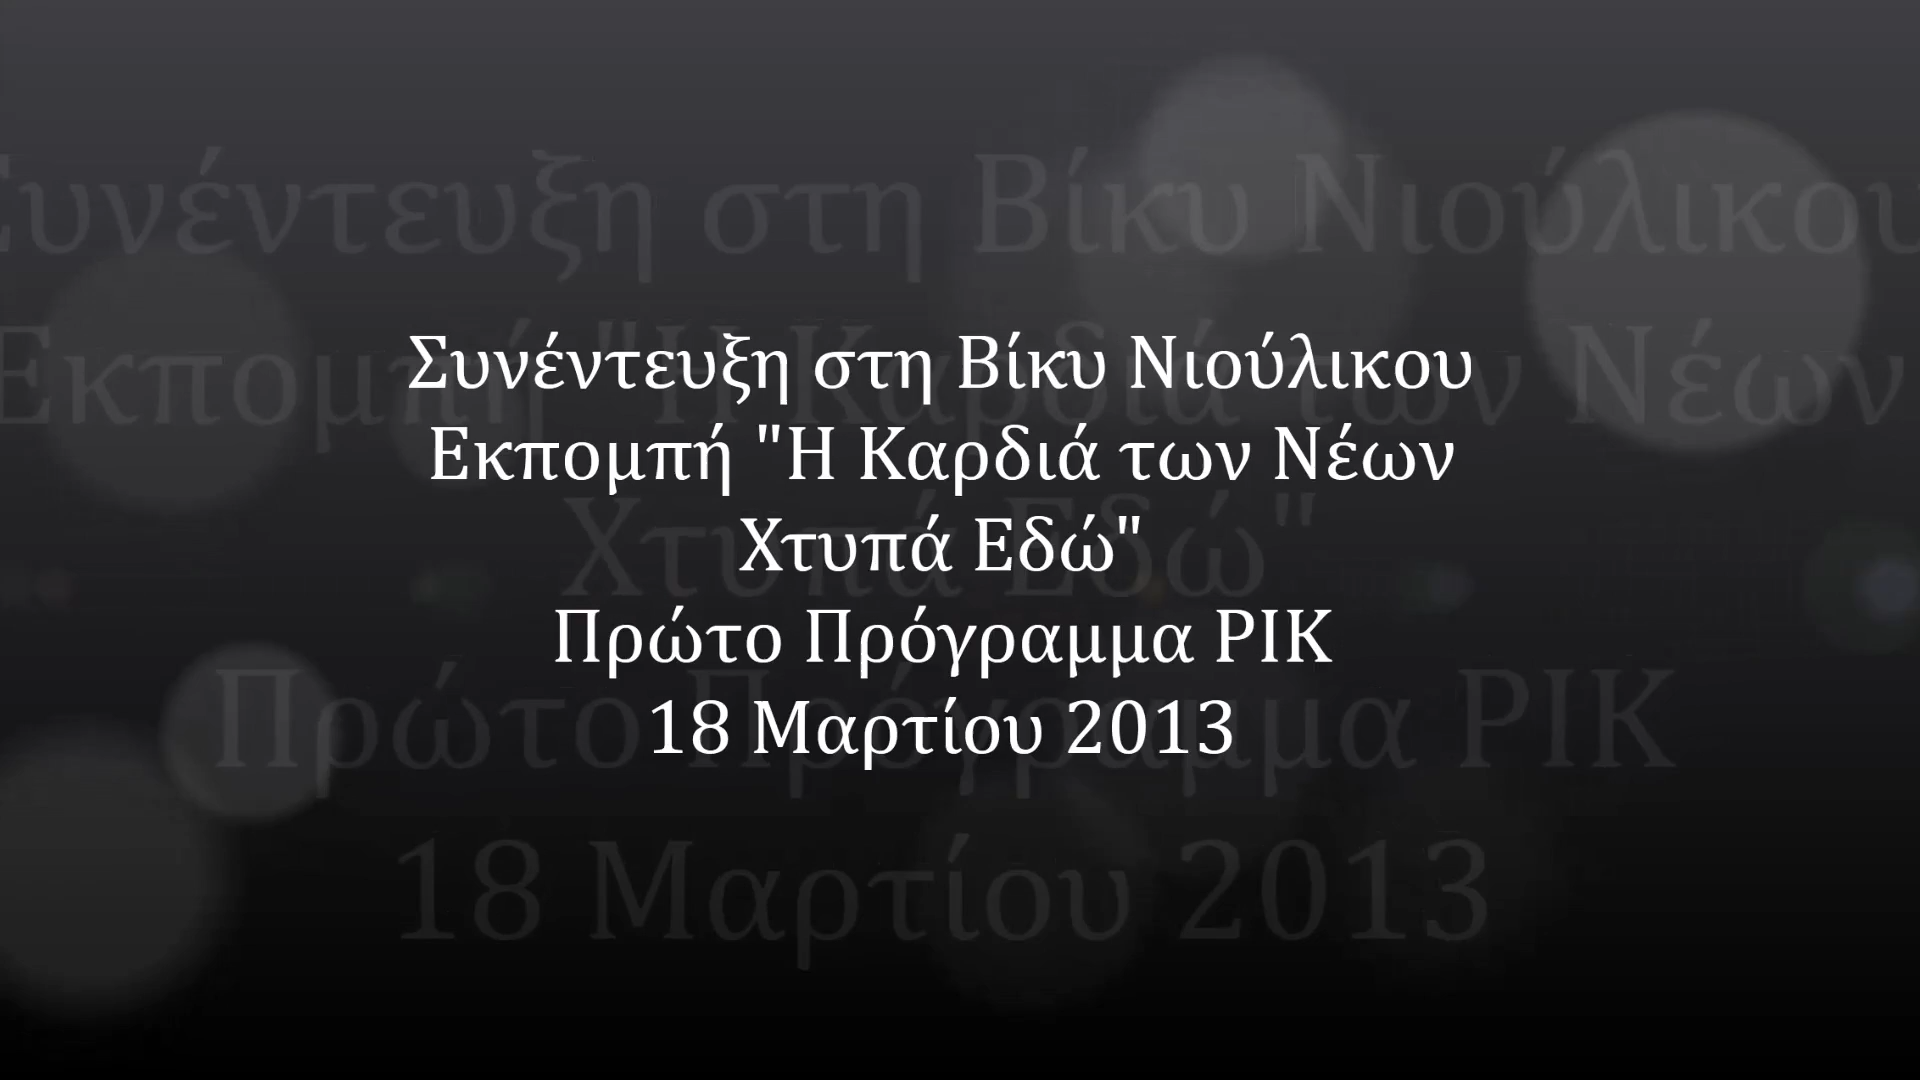 Συνέντευξη στη Βίκυ Νιούλικου
Εκπομπή "Η Καρδιά των Νέων
Χτυπά Εδώ"
Πρώτο Πρόγραμμα ΡΙΚ
18 Μαρτίου 2013